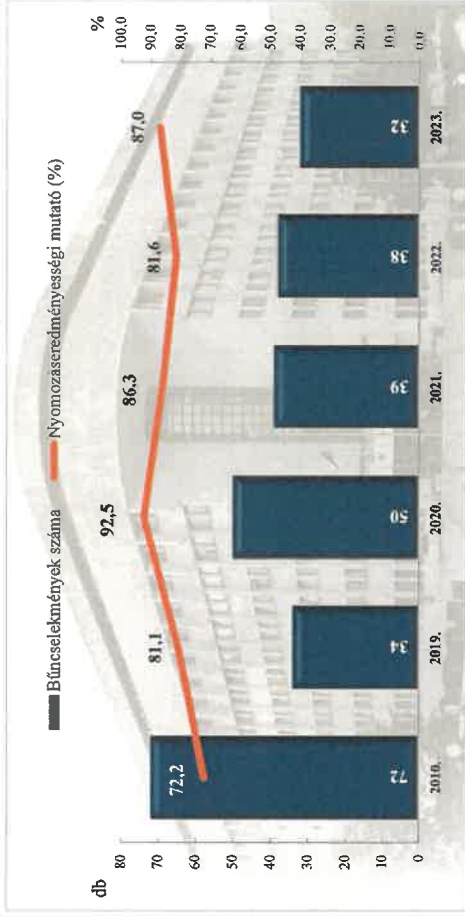 Bűncselekmények száma Nyomozáseredményességi mutató (%)
db %
80 70 60 50 40 30 20 10 0
100,0 90,0 80,0 70,0 60,0 50,0 40,0 30,0 20,0 10,0 0,0
72,2 81,1 92,5 86,3 81,6 87,0
72 34 50 39 38 32
2010. 2019. 2020. 2021. 2022. 2023.